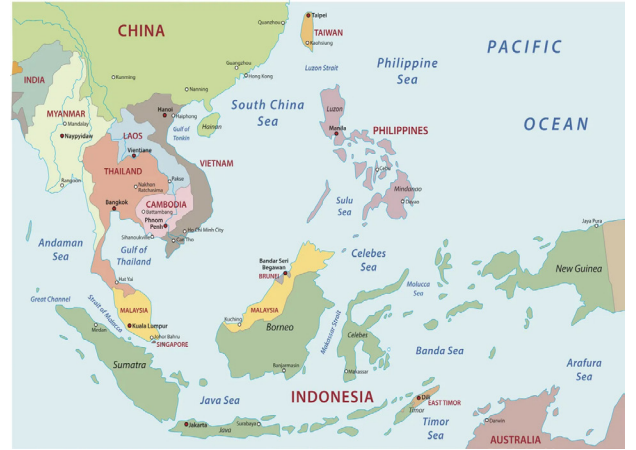 Taipei
Quanzhou
TAIWAN
CHINA
Kaohsiung
PACIFIC
Guangzhou
Luzon Strait
Philippine
Sea
Kunming
Hong Kong
INDIA
Nanning
South China
Sea
Hanoi
Haiphong
Luzon
MYANMAR
Mandalay
Gulf of
Tonkin
Hainan
OCEAN
Naypyidaw
LAOS
Manila
PHILIPPINES
Vientiane
VIETNAM
THAILAND
Cebu
Rangoon
Nakhon
Ratchasima
Pakse
Mindanao
Bangkok
CAMBODIA
Battambang
Sulu
Sea
Davao
Phnom
Penh
Jaya Pura
Sihanoukville
Ho Chi Minh City
Can Tho
Andaman
Sea
Gulf of
Thailand
Celebes
Sea
Bandar Seri
Begawan
BRUNEI
New Guinea
Hat Yai
Molucca
Sea
Great Channel
Strait of Malacca
MALAYSIA
MALAYSIA
Kuching
Borneo
Makassar Strait
Medan
Kuala Lumpur
Johor Bahru
SINGAPORE
Celebes
Banda Sea
Sumatra
Banjarmasin
Makassar
Arafura
Sea
Java Sea
INDONESIA
Dili
EAST TIMOR
Timor
Jakarta
Java
Surabaya
Timor
Sea
Darwin
AUSTRALIA